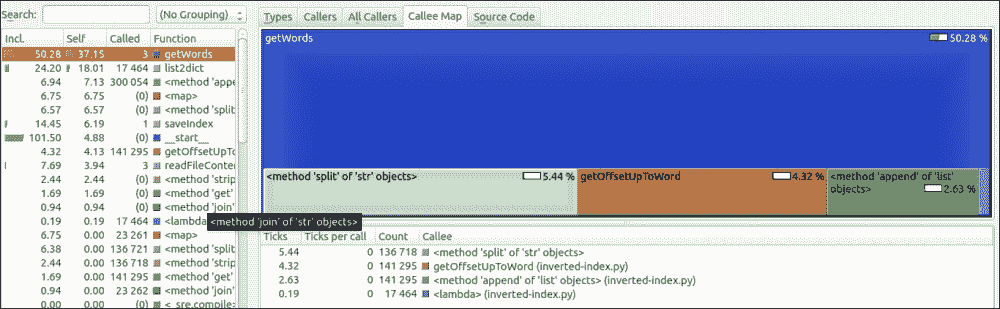 Search: (No Grouping)
Incl. Self Called Function
50.28 37.15 3 getWords
24.20 18.01 17 464 list2dict
6.94 7.13 300 054 <method 'appe
6.75 6.75 (0) <map>
6.57 6.57 (0) <method 'split
14.45 6.19 1 saveIndex
101.50 4.88 (0) __start__
4.32 4.13 141 295 getOffsetUpTo
7.69 3.94 3 readFileConte
2.44 2.44 (0) <method 'strip
1.69 1.69 (0) <method 'get'
0.94 0.94 (0) <method 'join'
0.19 0.19 17 464 <lambda>
6.75 0.00 23 261 <map>
6.38 0.00 136 721 <method 'split
2.44 0.00 136 718 <method 'strip
1.69 0.00 141 295 <method 'get'
0.94 0.00 23 262 <method 'join'
0.00 0.00 (0) <_sre.compile>
<method 'join' of 'str' objects>
Types Callers All Callers Callee Map Source Code
getWords 50.28 %
<method 'split' of 'str' objects> 5.44 %
getOffsetUpToWord 4.32 %
<method 'append' of 'list'
objects> 2.63 %
Ticks Ticks per call Count Callee
5.44 0 136 718 <method 'split' of 'str' objects>
4.32 0 141 295 getOffsetUpToWord (inverted-index.py)
2.63 0 141 295 <method 'append' of 'list' objects> (inverted-index.py)
0.19 0 17 464 <lambda> (inverted-index.py)